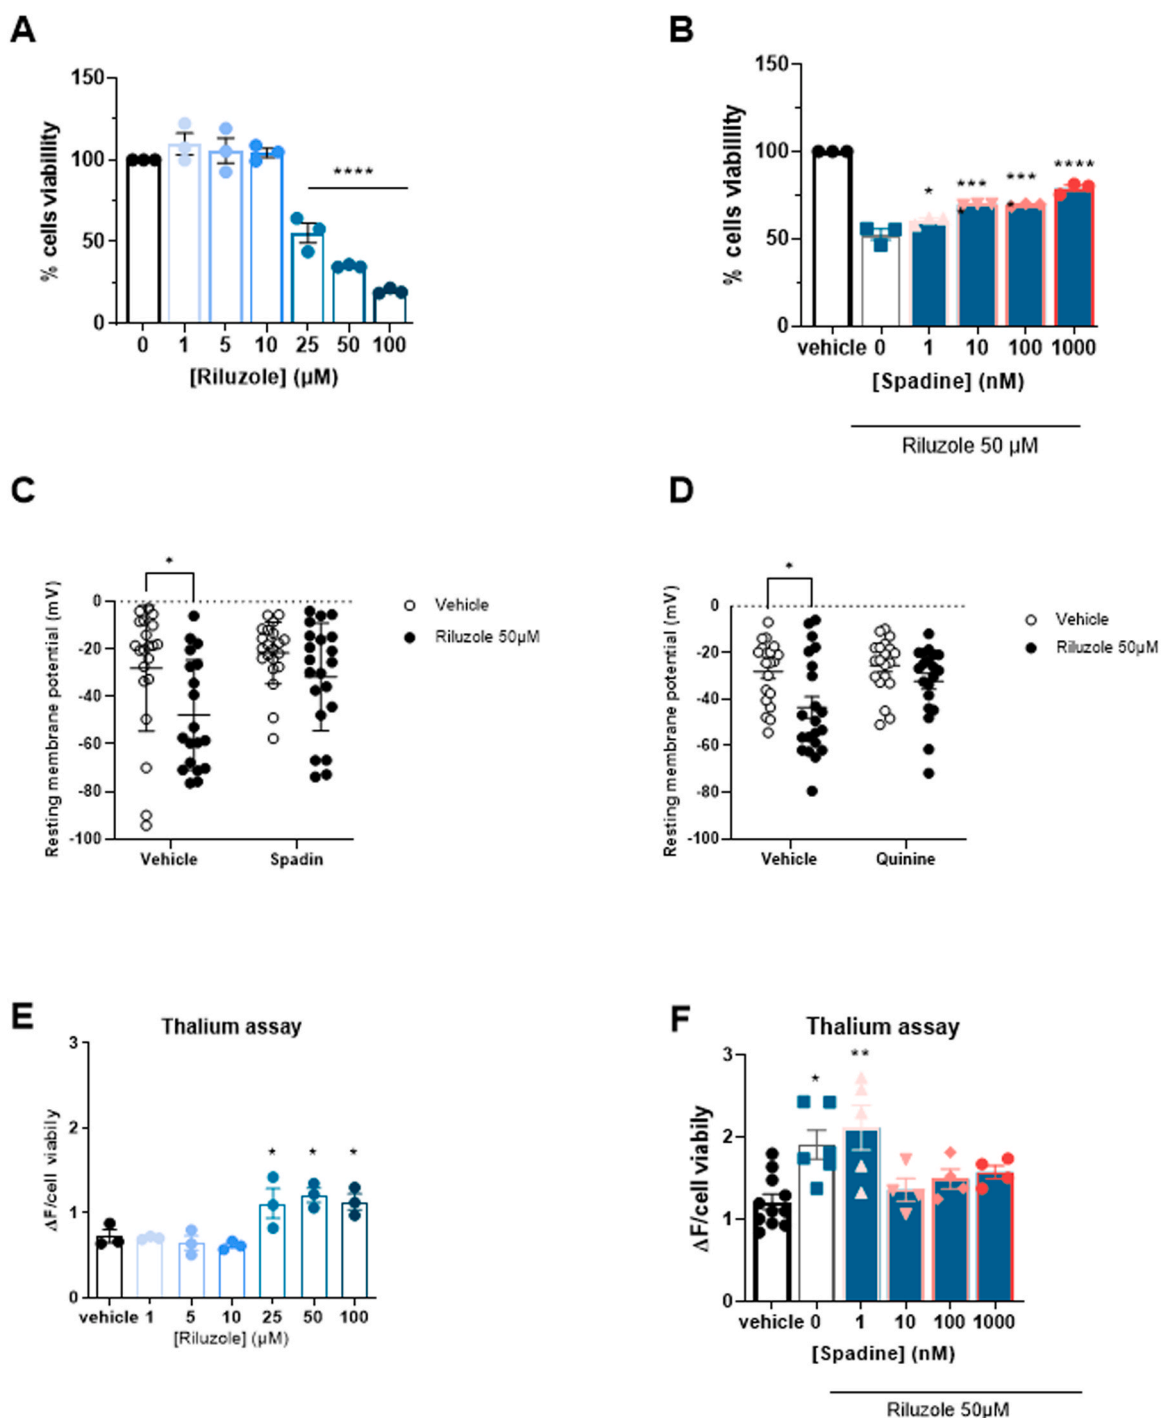 A
% cells viabillity
150
100
50
0
****
0 1 5 10 25 50 100
[Riluzole] (µM)
B
% cells viability
150
100
50
0
* *** *** ****
*
*
vehicle 0 1 10 100 1000
[Spadine] (nM)
Riluzole 50 µM
C
Resting membrane potential (mV)
*
0
-20
-40
-60
-80
-100
Vehicle
Riluzole 50µM
Vehicle Spadin
D
Resting membrane potential (mV)
*
0
-20
-40
-60
-80
-100
Vehicle
Riluzole 50µM
Vehicle Quinine
E
Thalium assay
ΔF/cell viabily
3
2
1
0
* * *
vehicle 1 5 10 25 50 100
[Riluzole] (µM)
F
Thalium assay
ΔF/cell viabily
3
2
1
0
* **
vehicle 0 1 10 100 1000
[Spadine] (nM)
Riluzole 50µM